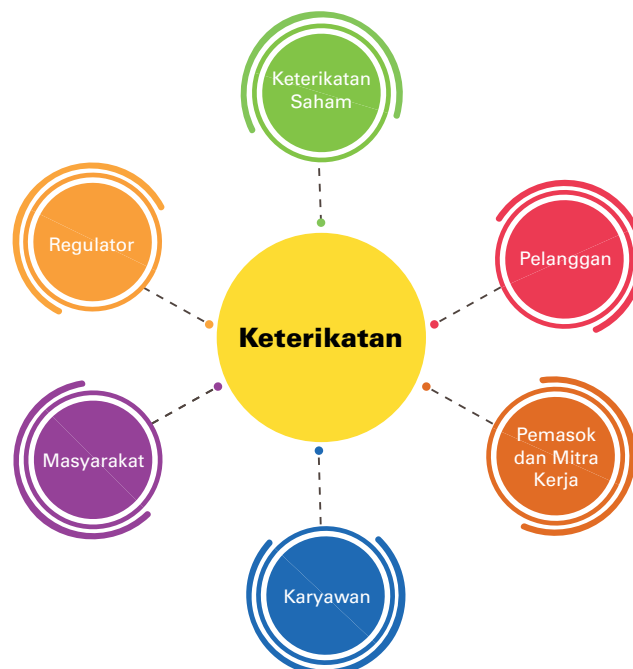 Keterikatan
Saham
Regulator
Pelanggan
Keterikatan
Masyarakat
Pemasok
dan Mitra
Kerja
Karyawan